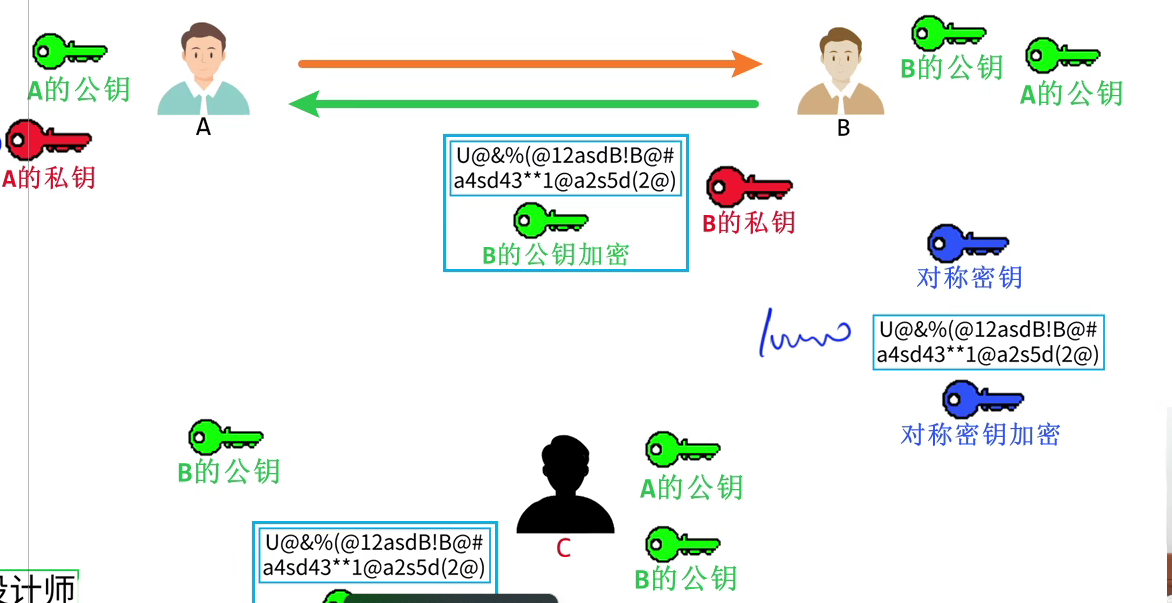 A的公钥
A的私钥
A
B
B的公钥
A的公钥
U@&%(@12asdB!B@#
a4sd43**1@a2s5d(2@)
B的公钥加密
B的私钥
对称密钥
U@&%(@12asdB!B@#
a4sd43**1@a2s5d(2@)
对称密钥加密
B的公钥
C
A的公钥
B的公钥
U@&%(@12asdB!B@#
a4sd43**1@a2s5d(2@)
设计师